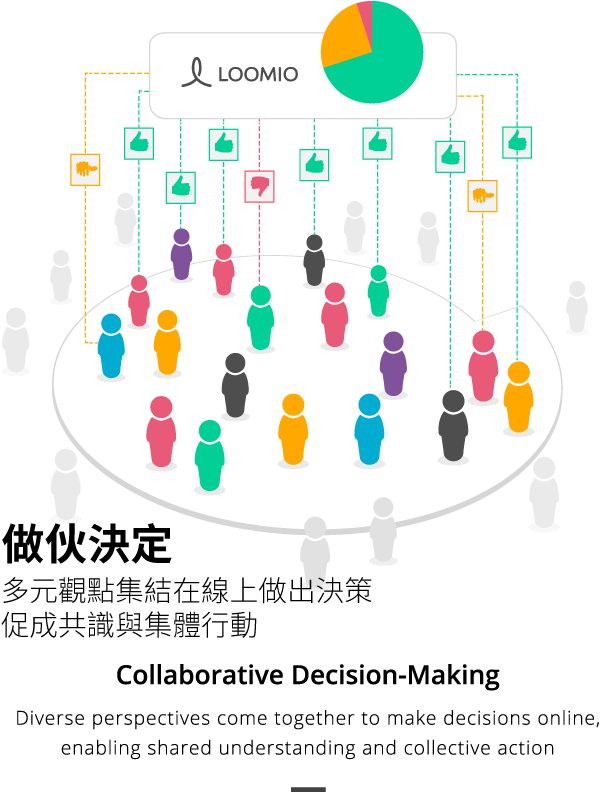 LOOMIO
做伙決定
多元觀點集結在線上做出決策
促成共識與集體行動
Collaborative Decision-Making
Diverse perspectives come together to make decisions online,
enabling shared understanding and collective action